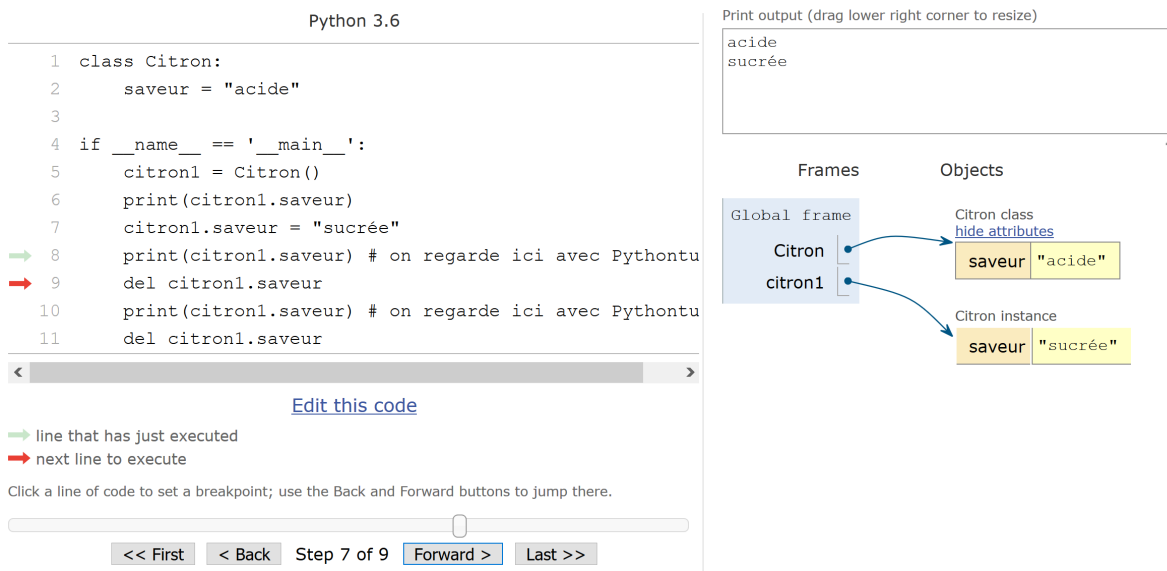 Python 3.6
1 class Citron:
2     saveur = "acide"
3
4 if __name__ == '__main__':
5     citron1 = Citron()
6     print(citron1.saveur)
7     citron1.saveur = "sucrée"
8     print(citron1.saveur) # on regarde ici avec Pythontu
9     del citron1.saveur
10     print(citron1.saveur) # on regarde ici avec Pythontu
11     del citron1.saveur
Edit this code
line that has just executed
next line to execute
Click a line of code to set a breakpoint; use the Back and Forward buttons to jump there.
<< First < Back Step 7 of 9 Forward > Last >>
Print output (drag lower right corner to resize)
acide
sucrée
Frames Objects
Global frame
Citron
citron1
Citron class
hide attributes
saveur "acide"
Citron instance
saveur "sucrée"